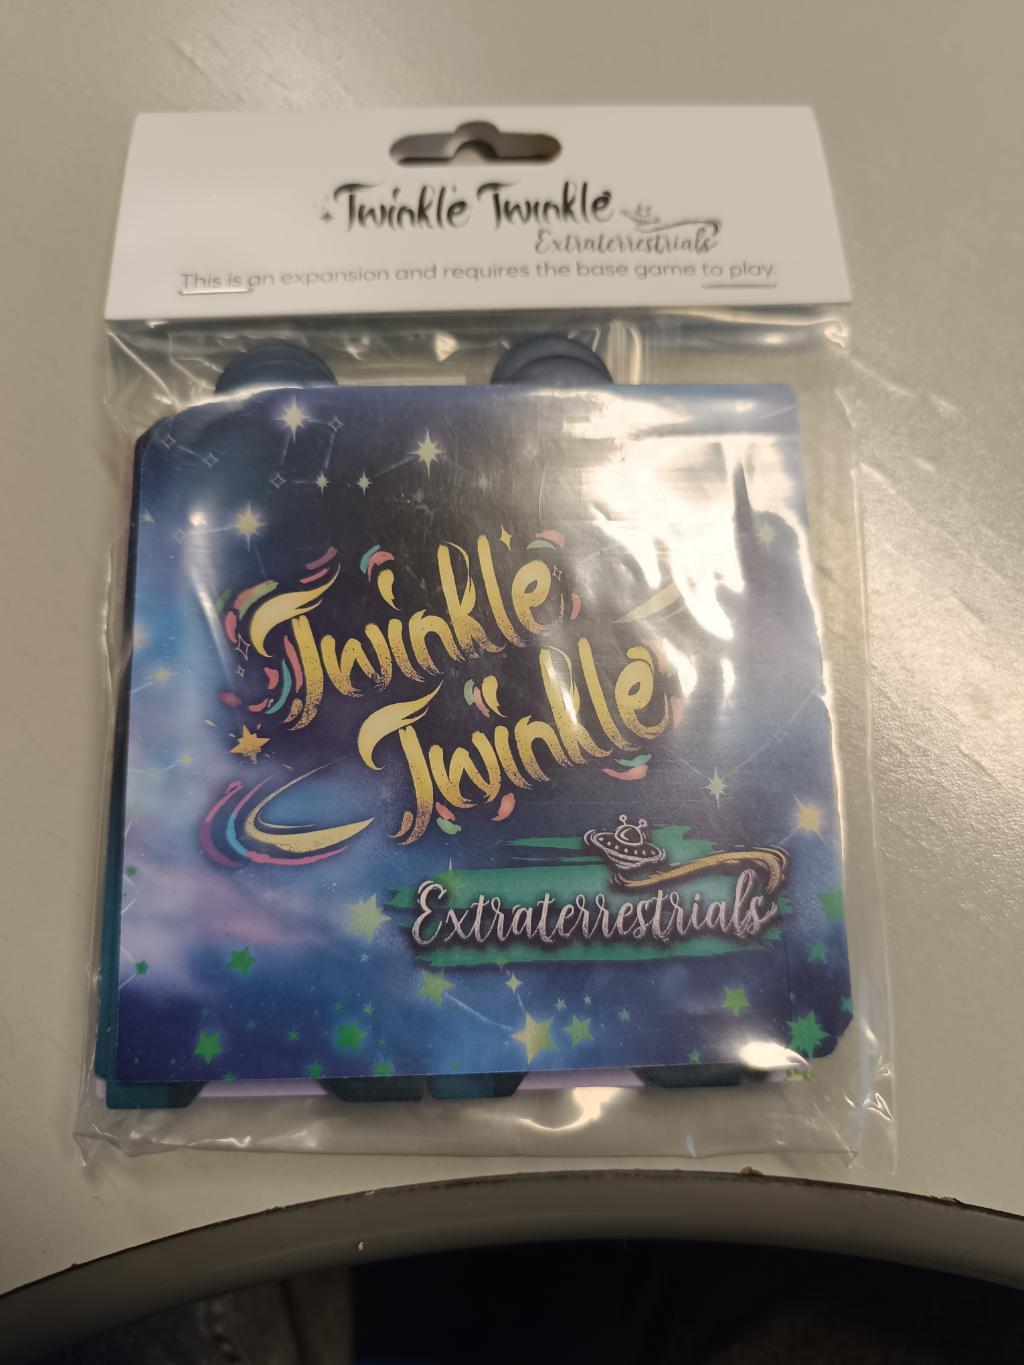 Twinkle Twinkle
Extraterrestrials
This is an expansion and requires the base game to play.
Twinkle
Twinkle
Extraterrestrials